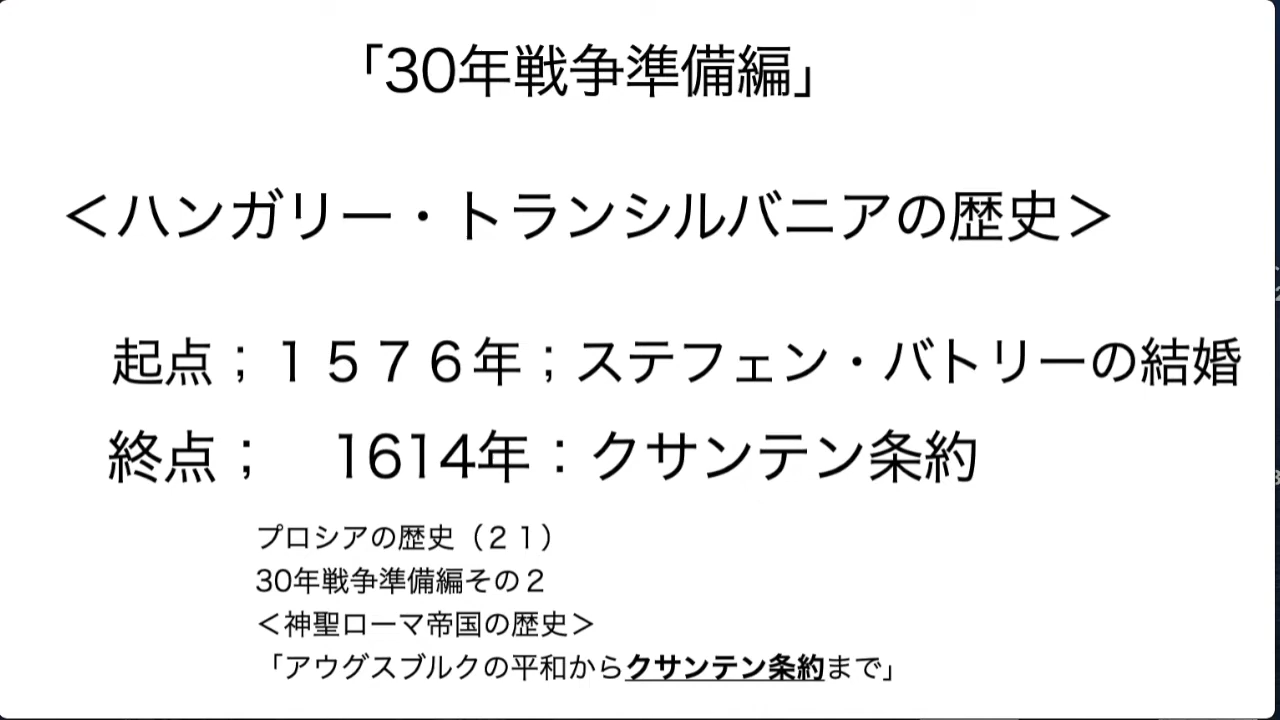 「30年戦争準備編」
＜ハンガリー・トランシルバニアの歴史＞
起点；１５７６年；ステフェン・バトリーの結婚
終点；　1614年：クサンテン条約
プロシアの歴史（２１）
30年戦争準備編その２
＜神聖ローマ帝国の歴史＞
「アウグスブルクの平和からクサンテン条約まで」